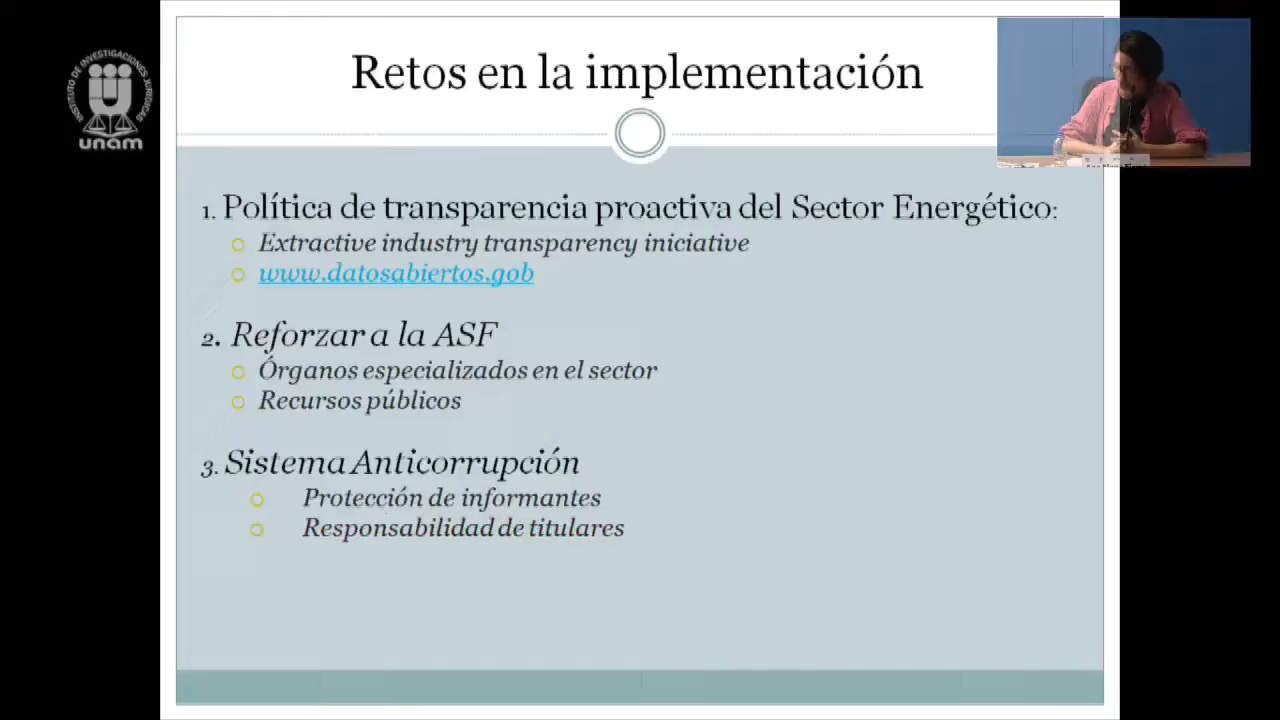 Retos en la implementación
INSTITUTO DE INVESTIGACIONES JURÍDICAS
unam
1. Política de transparencia proactiva del Sector Energético:
Extractive industry transparency iniciative
www.datosabiertos.gob
2. Reforzar a la ASF
Órganos especializados en el sector
Recursos públicos
3. Sistema Anticorrupción
Protección de informantes
Responsabilidad de titulares